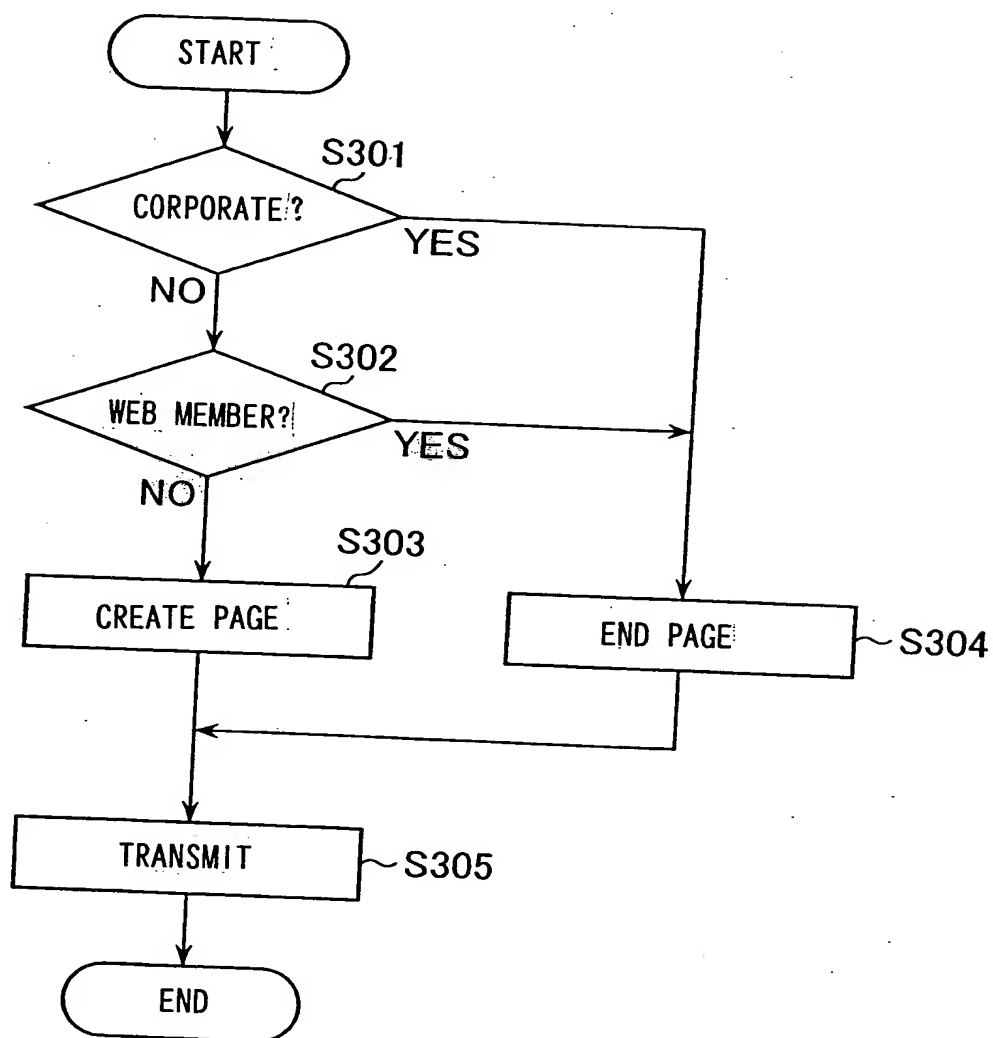 START
S301
CORPORATE?
YES
NO
S302
WEB MEMBER?
YES
NO
S303
CREATE PAGE
END PAGE
S304
TRANSMIT
S305
END